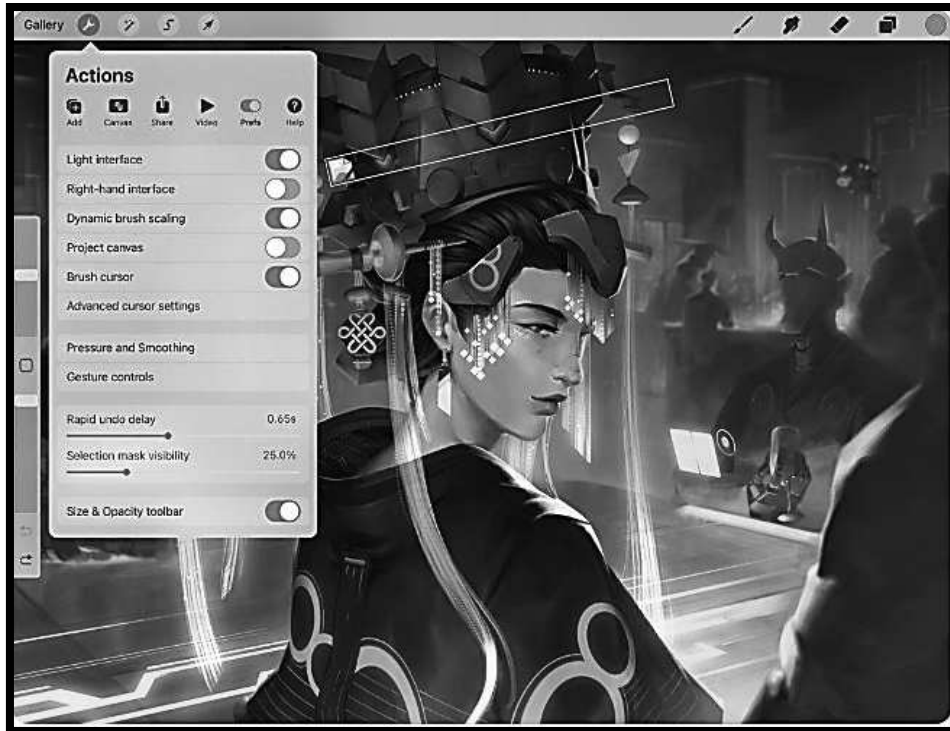 Gallery
Actions
Add Canvas Share Video Prefs Help
Light interface
Right-hand interface
Dynamic brush scaling
Project canvas
Brush cursor
Advanced cursor settings
Pressure and Smoothing
Gesture controls
Rapid undo delay 0.65s
Selection mask visibility 25.0%
Size & Opacity toolbar